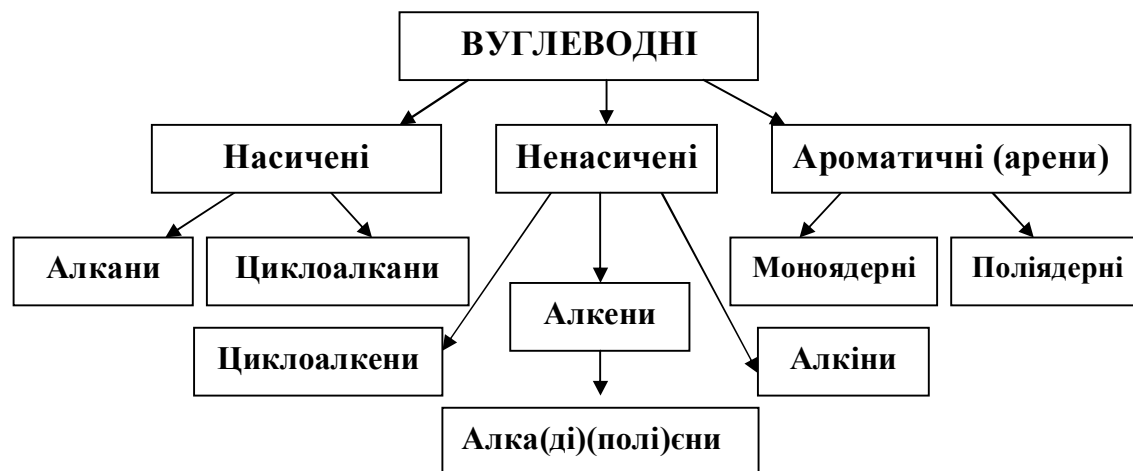 ВУГЛЕВОДНІ
Насичені
Ненасичені
Ароматичні (арени)
Алкани
Циклоалкани
Моноядерні
Поліядерні
Алкени
Циклоалкени
Алкіни
Алка(ді)(полі)єни